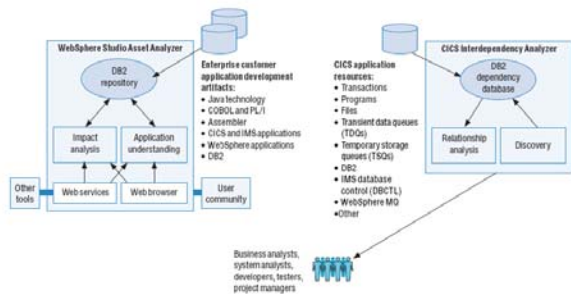 WebSphere Studio Asset Analyzer
DB2
repository
Impact
analysis
Application
understanding
Web services
Web browser
Other
tools
User
community
Enterprise customer
application development
artifacts:
• Java technology
• COBOL and PL/I
• Assembler
• CICS and IMS applications
• WebSphere applications
• DB2
CICS application
resources:
• Transactions
• Programs
• Files
• Transient data queues
(TDQs)
• Temporary storage
queues (TSQs)
• DB2
• IMS database
control (DBCTL)
• WebSphere MQ
•Other
CICS Interdependency Analyzer
DB2
dependency
database
Relationship
analysis
Discovery
Business analysts,
system analysts,
developers, testers,
project managers